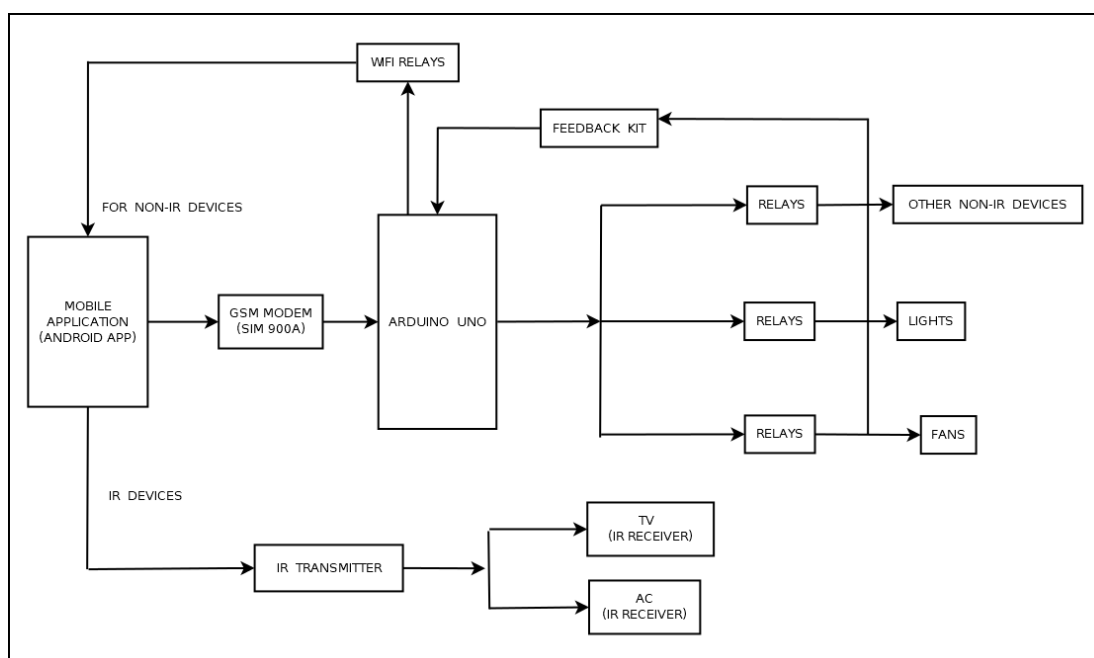 WIFI RELAYS
FEEDBACK KIT
FOR NON-IR DEVICES
RELAYS
OTHER NON-IR DEVICES
MOBILE
APPLICATION
(ANDROID APP)
GSM MODEM
(SIM 900A)
ARDUINO UNO
RELAYS
LIGHTS
RELAYS
FANS
IR DEVICES
TV
(IR RECEIVER)
IR TRANSMITTER
AC
(IR RECEIVER)